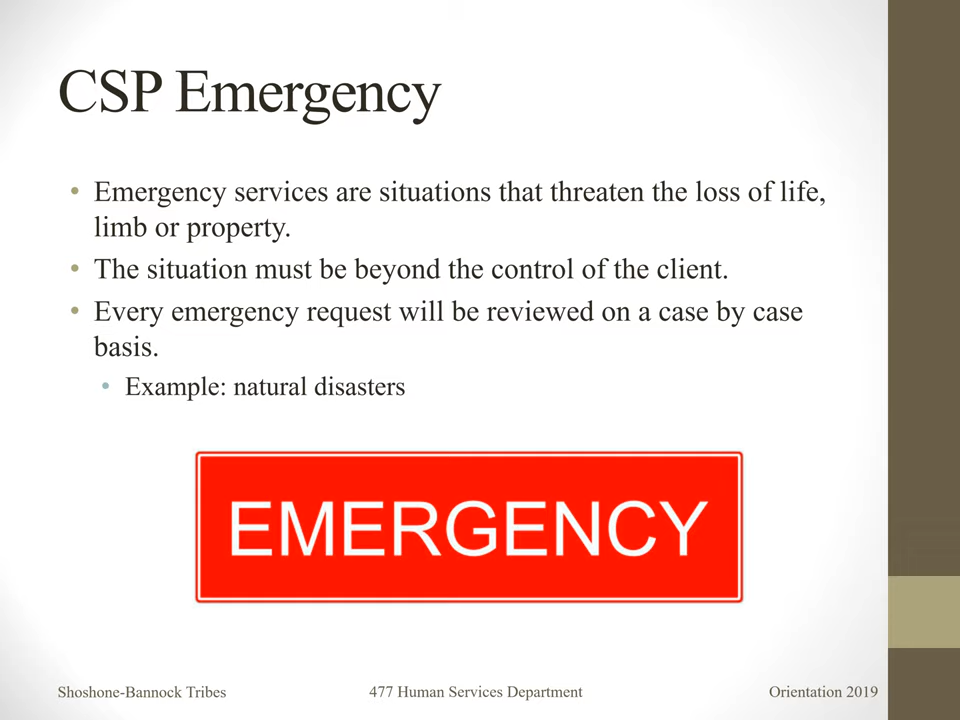 CSP Emergency
• Emergency services are situations that threaten the loss of life,
limb or property.
• The situation must be beyond the control of the client.
• Every emergency request will be reviewed on a case by case
basis.
• Example: natural disasters
EMERGENCY
Shoshone-Bannock Tribes 477 Human Services Department Orientation 2019